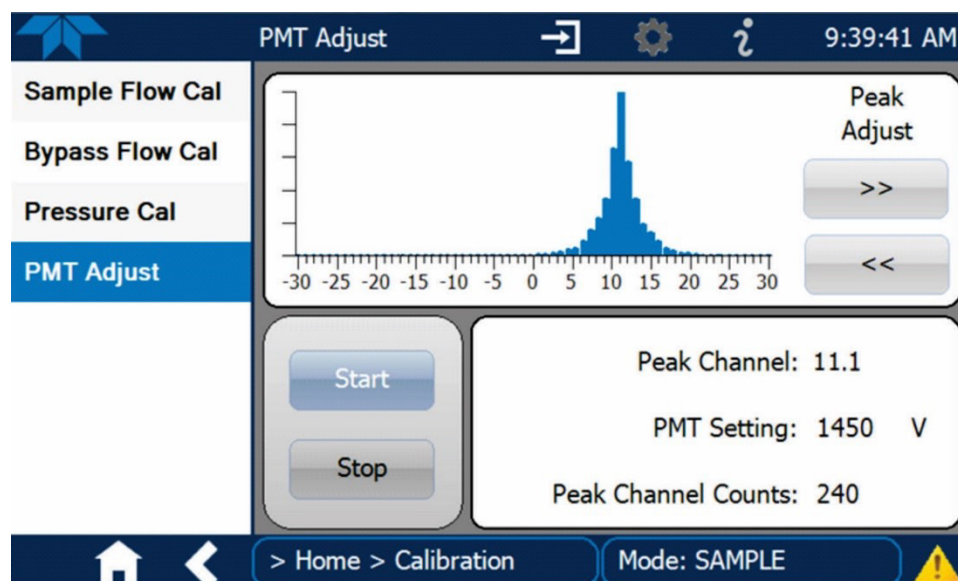 PMT Adjust
9:39:41 AM
Sample Flow Cal
Bypass Flow Cal
Pressure Cal
PMT Adjust
Peak
Adjust
>>
<<
-30 -25 -20 -15 -10 -5 0 5 10 15 20 25 30
Start
Stop
Peak Channel: 11.1
PMT Setting: 1450 V
Peak Channel Counts: 240
> Home > Calibration
Mode: SAMPLE